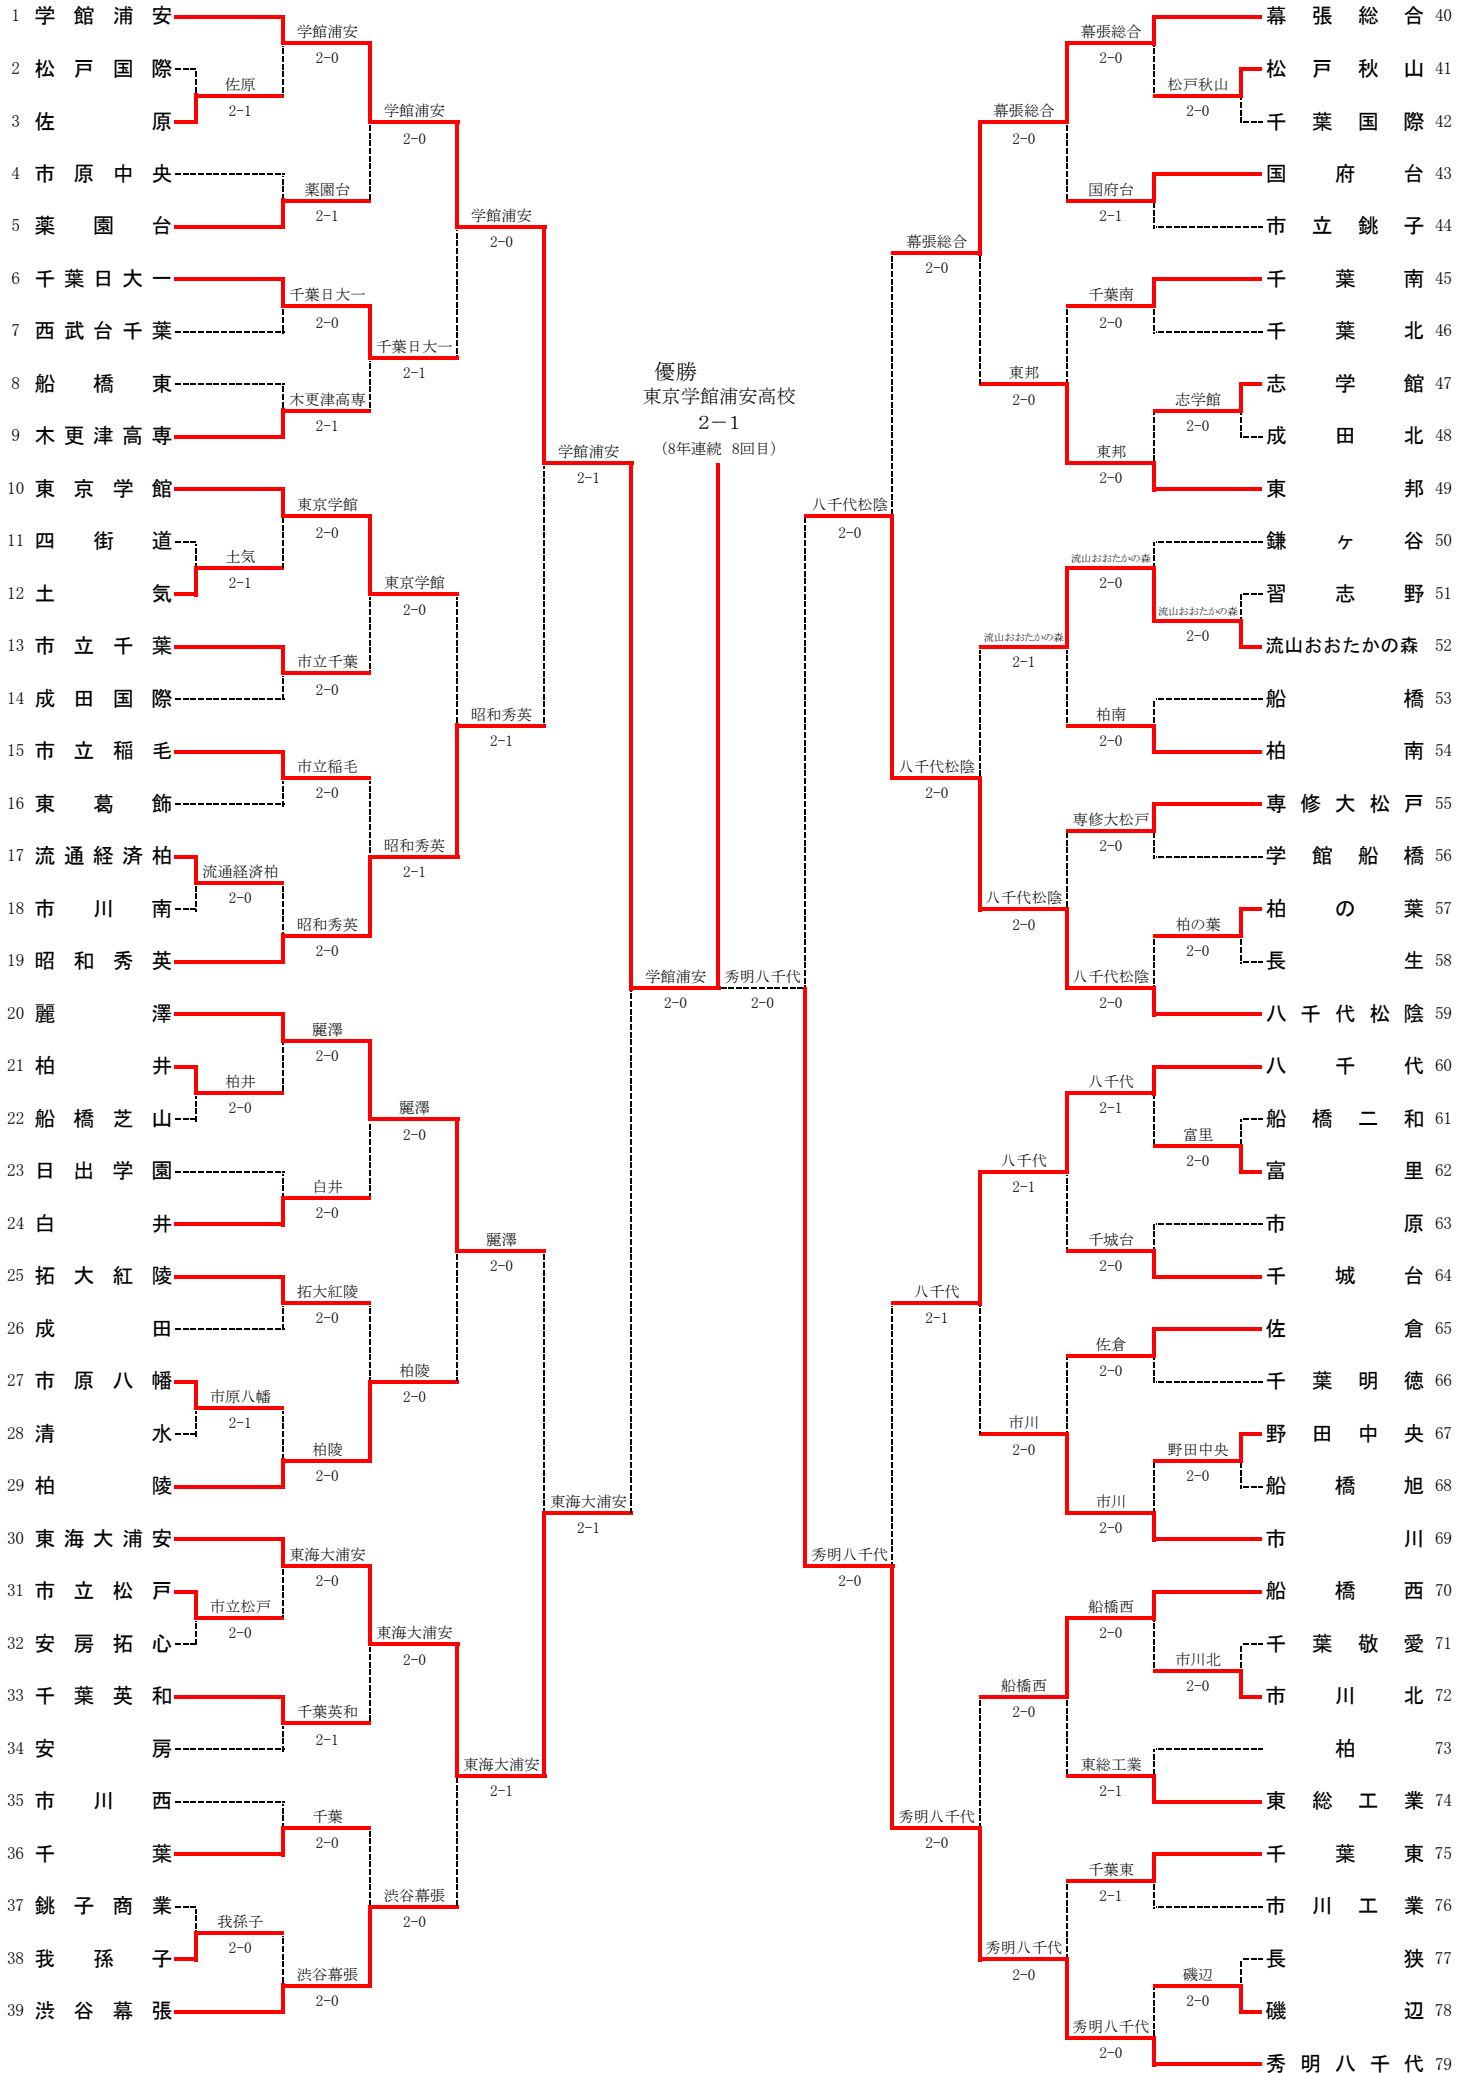 1 学館浦安
2 松戸国際
3 佐原
4 市原中央
5 薬園台
6 千葉日大一
7 西武台千葉
8 船橋東
9 木更津高専
10 東京学館
11 四街道
12 土気
13 市立千葉
14 成田国際
15 市立稲毛
16 東葛飾
17 流通経済柏
18 市川南
19 昭和秀英
20 麗澤
21 柏井
22 船橋芝山
23 日出学園
24 白井
25 拓大紅陵
26 成田
27 市原八幡
28 清水
29 柏陵
30 東海大浦安
31 市立松戸
32 安房拓心
33 千葉英和
34 安房
35 市川西
36 千葉
37 銚子商業
38 我孫子
39 渋谷幕張
佐原
2-1
土気
2-1
流通経済柏
2-0
柏井
2-0
市原八幡
2-1
市立松戸
2-0
我孫子
2-0
学館浦安
2-0
薬園台
2-1
千葉日大一
2-0
木更津高専
2-1
東京学館
2-0
市立千葉
2-0
市立稲毛
2-0
昭和秀英
2-0
麗澤
2-0
白井
2-0
拓大紅陵
2-0
柏陵
2-0
東海大浦安
2-0
千葉英和
2-1
千葉
2-0
渋谷幕張
2-0
学館浦安
2-0
千葉日大一
2-1
東京学館
2-0
昭和秀英
2-1
麗澤
2-0
柏陵
2-0
東海大浦安
2-0
渋谷幕張
2-0
学館浦安
2-0
昭和秀英
2-1
麗澤
2-0
東海大浦安
2-1
学館浦安
2-1
東海大浦安
2-1
学館浦安
2-0
優勝
東京学館浦安高校
2－1
(8年連続 8回目)
秀明八千代
2-0
八千代松陰
2-0
秀明八千代
2-0
幕張総合
2-0
八千代松陰
2-0
八千代
2-1
秀明八千代
2-0
幕張総合
2-0
東邦
2-0
流山おおたかの森
2-1
八千代松陰
2-0
八千代
2-1
市川
2-0
船橋西
2-0
秀明八千代
2-0
幕張総合
2-0
国府台
2-1
千葉南
2-0
東邦
2-0
流山おおたかの森
2-0
柏南
2-0
専修大松戸
2-0
八千代松陰
2-0
八千代
2-1
千城台
2-0
佐倉
2-0
市川
2-0
船橋西
2-0
東総工業
2-1
千葉東
2-1
秀明八千代
2-0
松戸秋山
2-0
志学館
2-0
流山おおたかの森
2-0
柏の葉
2-0
富里
2-0
野田中央
2-0
市川北
2-0
磯辺
2-0
幕張総合 40
松戸秋山 41
千葉国際 42
国府台 43
市立銚子 44
千葉南 45
千葉北 46
志学館 47
成田北 48
東邦 49
鎌ヶ谷 50
習志野 51
流山おおたかの森 52
船橋 53
柏南 54
専修大松戸 55
学館船橋 56
柏の葉 57
長生 58
八千代松陰 59
八千代 60
船橋二和 61
富里 62
市原 63
千城台 64
佐倉 65
千葉明徳 66
野田中央 67
船橋旭 68
市川 69
船橋西 70
千葉敬愛 71
市川北 72
柏 73
東総工業 74
千葉東 75
市川工業 76
長狭 77
磯辺 78
秀明八千代 79